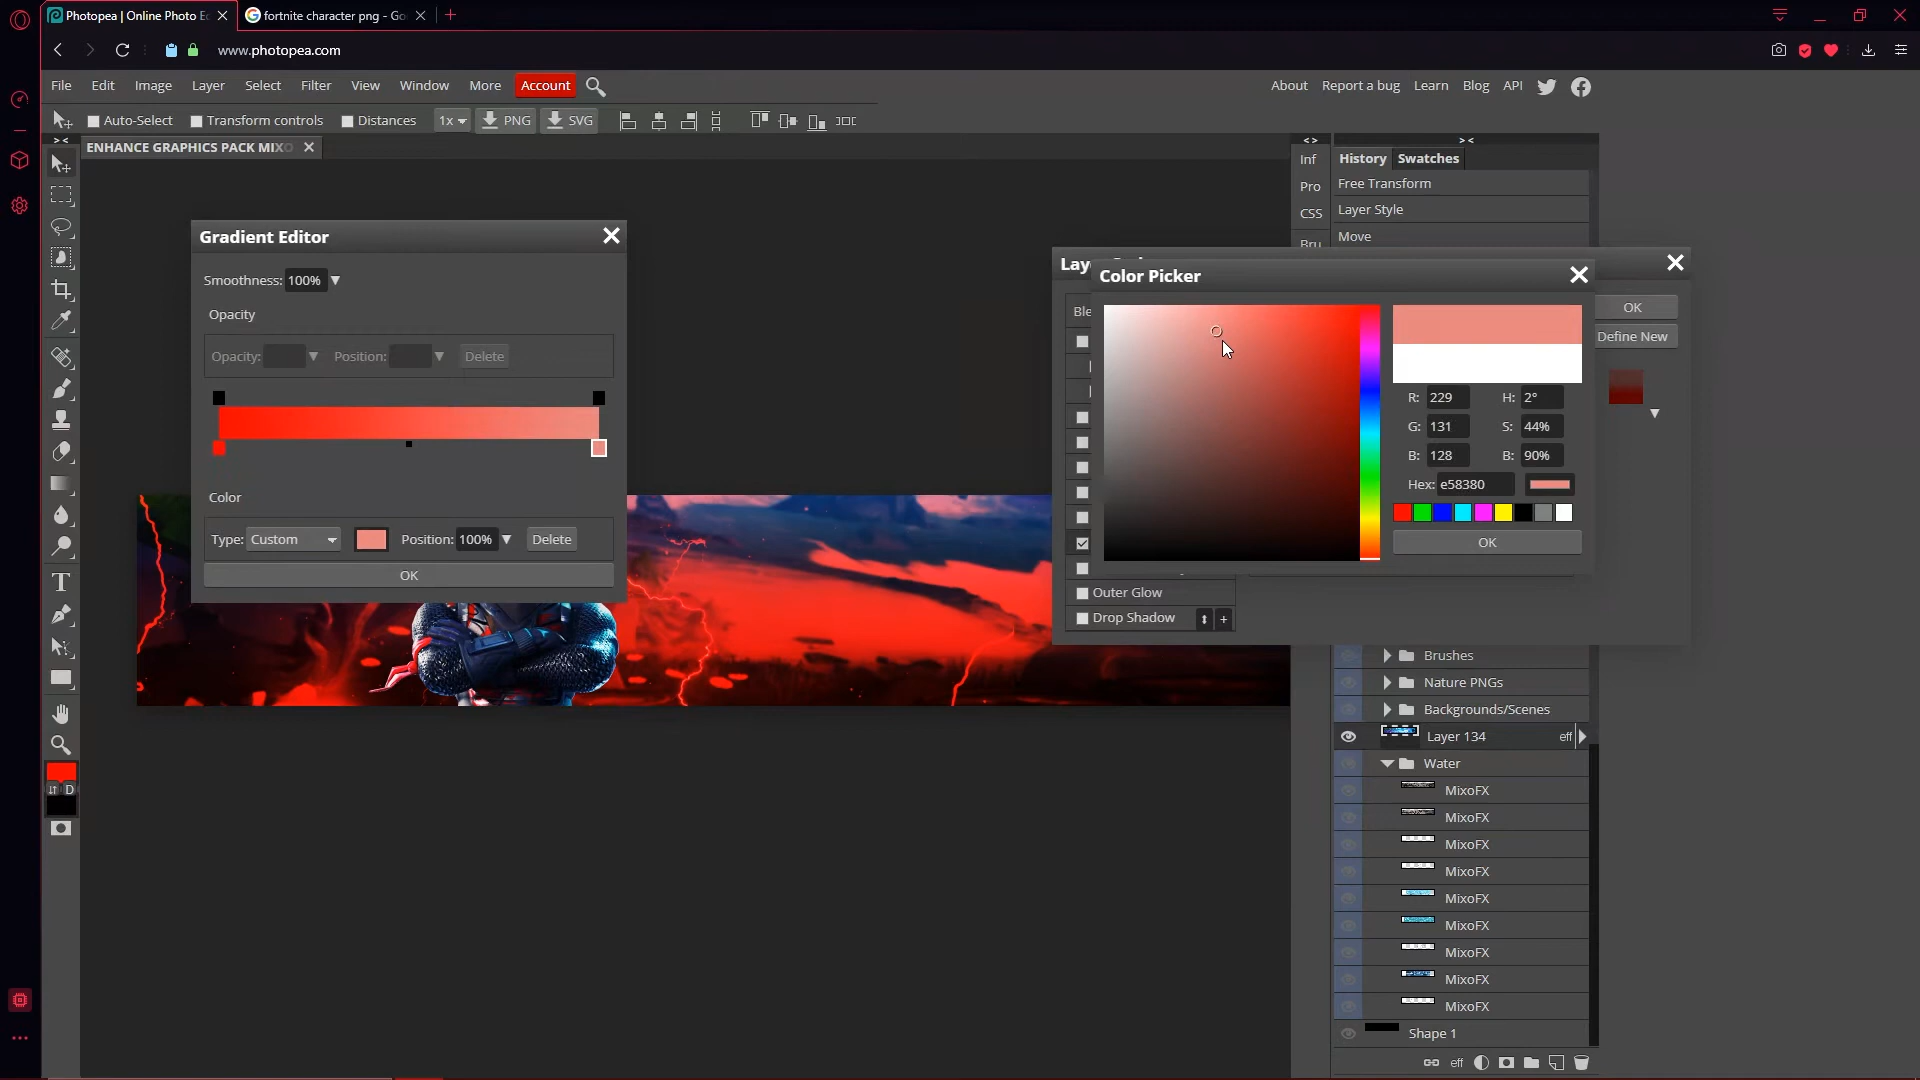 Photopea | Online Photo Ed
fortnite character png - Go
www.photopea.com
File Edit Image Layer Select Filter View Window More Account
About Report a bug Learn Blog API
Auto-Select Transform controls Distances 1x PNG SVG
ENHANCE GRAPHICS PACK MIXO
Inf
Pro
CSS
Bru
History Swatches
Free Transform
Layer Style
Move
Gradient Editor
Smoothness: 100%
Opacity
Opacity: Position: Delete
Color
Type: Custom Position: 100% Delete
OK
Lay
Ble
Color Picker
R: 229 H: 2°
G: 131 S: 44%
B: 128 B: 90%
Hex: e58380
OK
OK
Define New
Outer Glow
Drop Shadow +
Brushes
Nature PNGs
Backgrounds/Scenes
Layer 134 eff
Water
MixoFX
MixoFX
MixoFX
MixoFX
MixoFX
MixoFX
MixoFX
MixoFX
MixoFX
Shape 1
eff
T
D